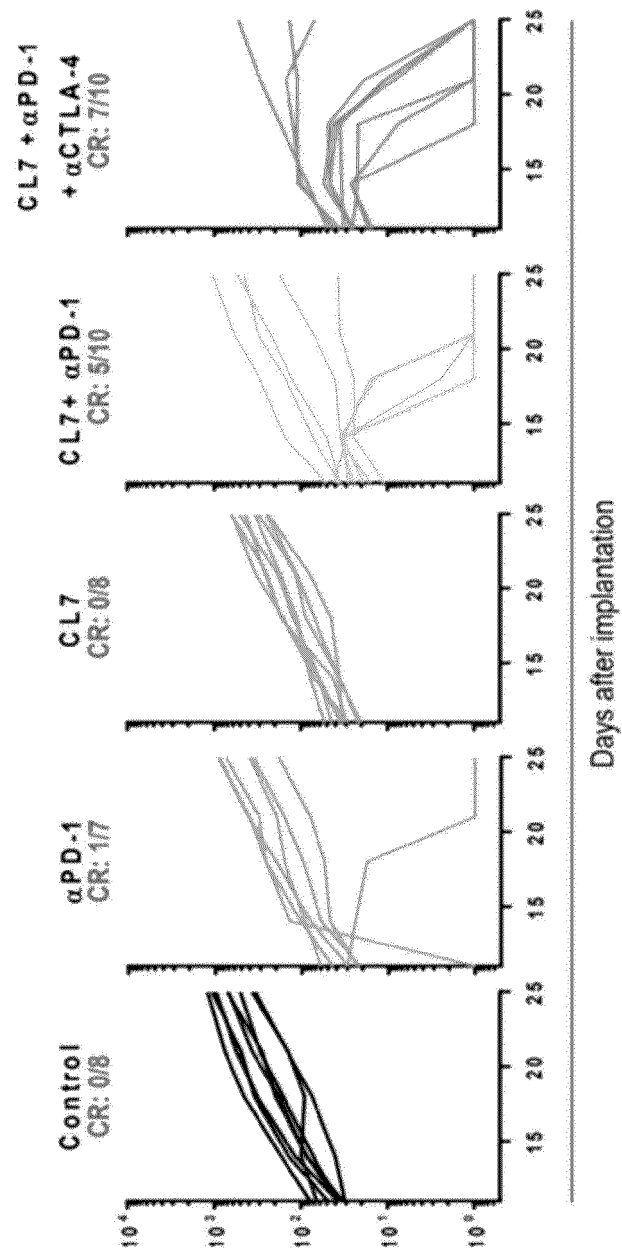 Control
CR: 0/8
αPD-1
CR: 1/7
CL7
CR: 0/8
CL7+ αPD-1
CR: 5/10
CL7 +αPD-1
+ αCTLA-4
CR: 7/10
10⁴
10³
10²
10¹
10⁰
15 20 25
15 20 25
15 20 25
15 20 25
15 20 25
Days after implantation